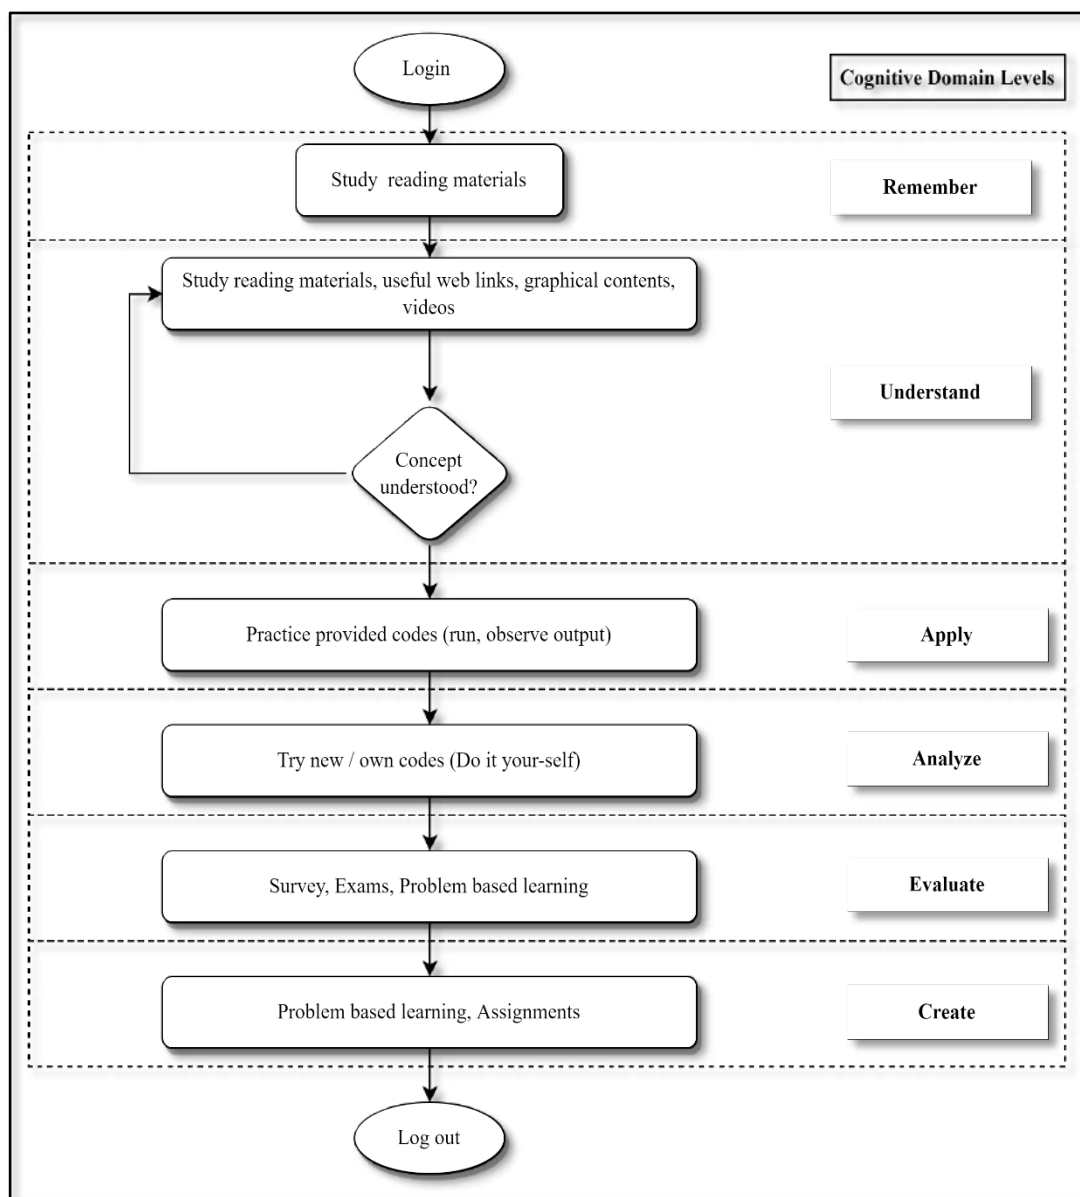 Login
Cognitive Domain Levels
Study reading materials
Remember
Study reading materials, useful web links, graphical contents,
videos
Understand
Concept
understood?
Practice provided codes (run, observe output)
Apply
Try new / own codes (Do it your-self)
Analyze
Survey, Exams, Problem based learning
Evaluate
Problem based learning, Assignments
Create
Log out